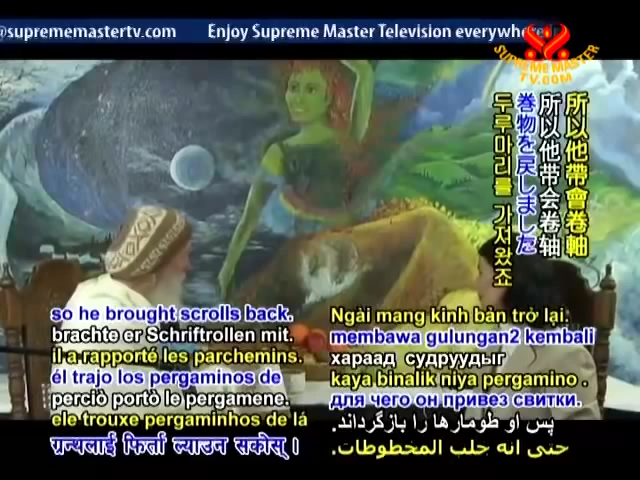 @suprememastertv.com Enjoy Supreme Master Television everywhere
SUPREME MASTER
TV.COM
所以他帶會卷軸
所以他带会卷轴
巻物を戻しました
두루마리를 가져왔죠
so he brought scrolls back.
brachte er Schriftrollen mit.
il a rapporté les parchemins.
él trajo los pergaminos de
perciò portò le pergamene.
ele trouxe pergaminhos de lá
ग्रन्थलाई फिर्ता ल्याउन सकोस् ।
Ngài mang kinh bản trở lại.
membawa gulungan2 kembali
хараад судруудыг
kaya binalik niya pergamino .
для чего он привез свитки.
پس او طومارها را بازگرداند.
حتى انه جلب المخطوطات.